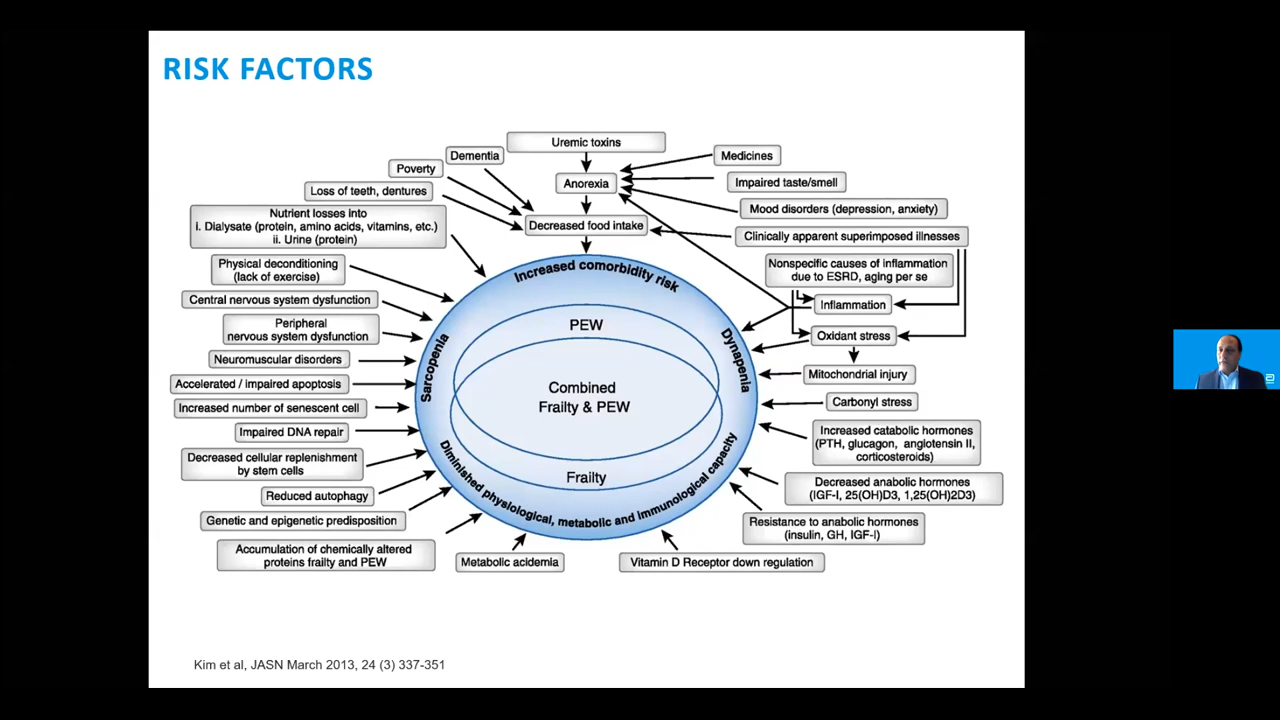 RISK FACTORS
Uremic toxins
Dementia
Medicines
Poverty
Anorexia
Impaired taste/smell
Loss of teeth, dentures
Mood disorders (depression, anxiety)
Nutrient losses into
i. Dialysate (protein, amino acids, vitamins, etc.)
ii. Urine (protein)
Decreased food intake
Clinically apparent superimposed illnesses
Physical deconditioning
(lack of exercise)
Increased comorbidity risk
Nonspecific causes of inflammation
due to ESRD, aging per se
Central nervous system dysfunction
Inflammation
Peripheral
nervous system dysfunction
PEW
Oxidant stress
Neuromuscular disorders
Sarcopenia
Dynapenia
Mitochondrial injury
Accelerated / impaired apoptosis
Combined
Frailty & PEW
Increased number of senescent cell
Carbonyl stress
Impaired DNA repair
Increased catabolic hormones
(PTH, glucagon, angiotensin II,
corticosteroids)
Decreased cellular replenishment
by stem cells
Frailty
Decreased anabolic hormones
(IGF-I, 25(OH)D3, 1,25(OH)2D3)
Reduced autophagy
Diminished physiological, metabolic and immunological capacity
Genetic and epigenetic predisposition
Resistance to anabolic hormones
(insulin, GH, IGF-I)
Accumulation of chemically altered
proteins frailty and PEW
Metabolic acidemia
Vitamin D Receptor down regulation
Kim et al, JASN March 2013, 24 (3) 337-351